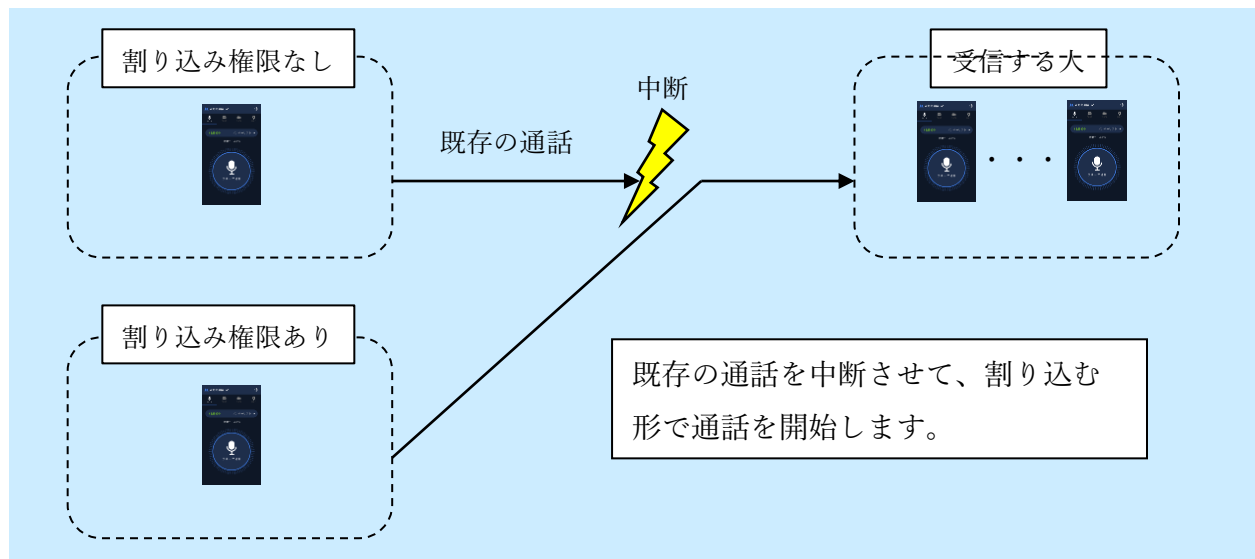 割り込み権限なし
受信する人
中断
既存の通話
・・・
割り込み権限あり
既存の通話を中断させて、割り込む
形で通話を開始します。